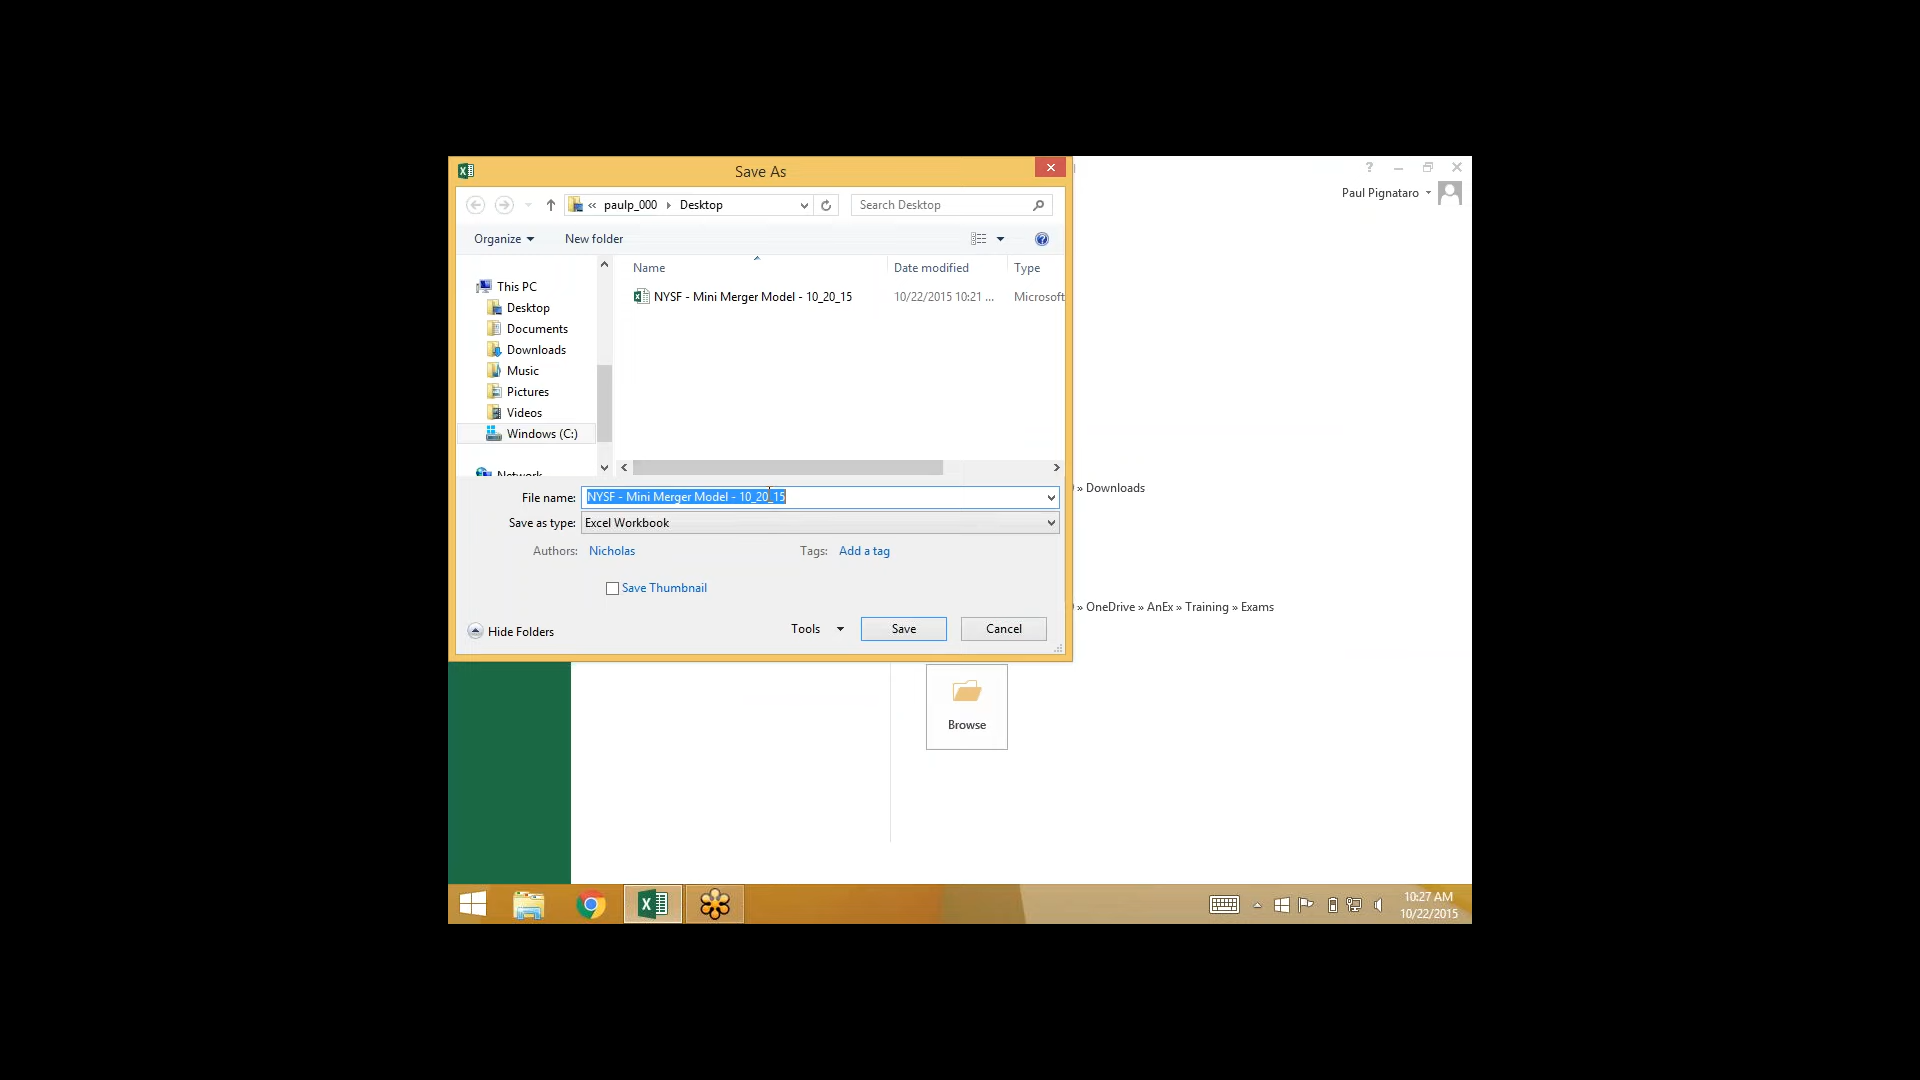 Save As
?
Paul Pignataro
« paulp_000 Desktop
Search Desktop
Organize
New folder
Name
Date modified
Type
This PC
NYSF - Mini Merger Model - 10_20_15
10/22/2015 10:21 ...
Microsoft
Desktop
Documents
Downloads
Music
Pictures
Videos
Windows (C:)
Network
» Downloads
File name: NYSF - Mini Merger Model - 10_20_15
Save as type: Excel Workbook
Authors: Nicholas
Tags: Add a tag
Save Thumbnail
» OneDrive » AnEx » Training » Exams
Hide Folders
Tools
Save
Cancel
Browse
10:27 AM
10/22/2015